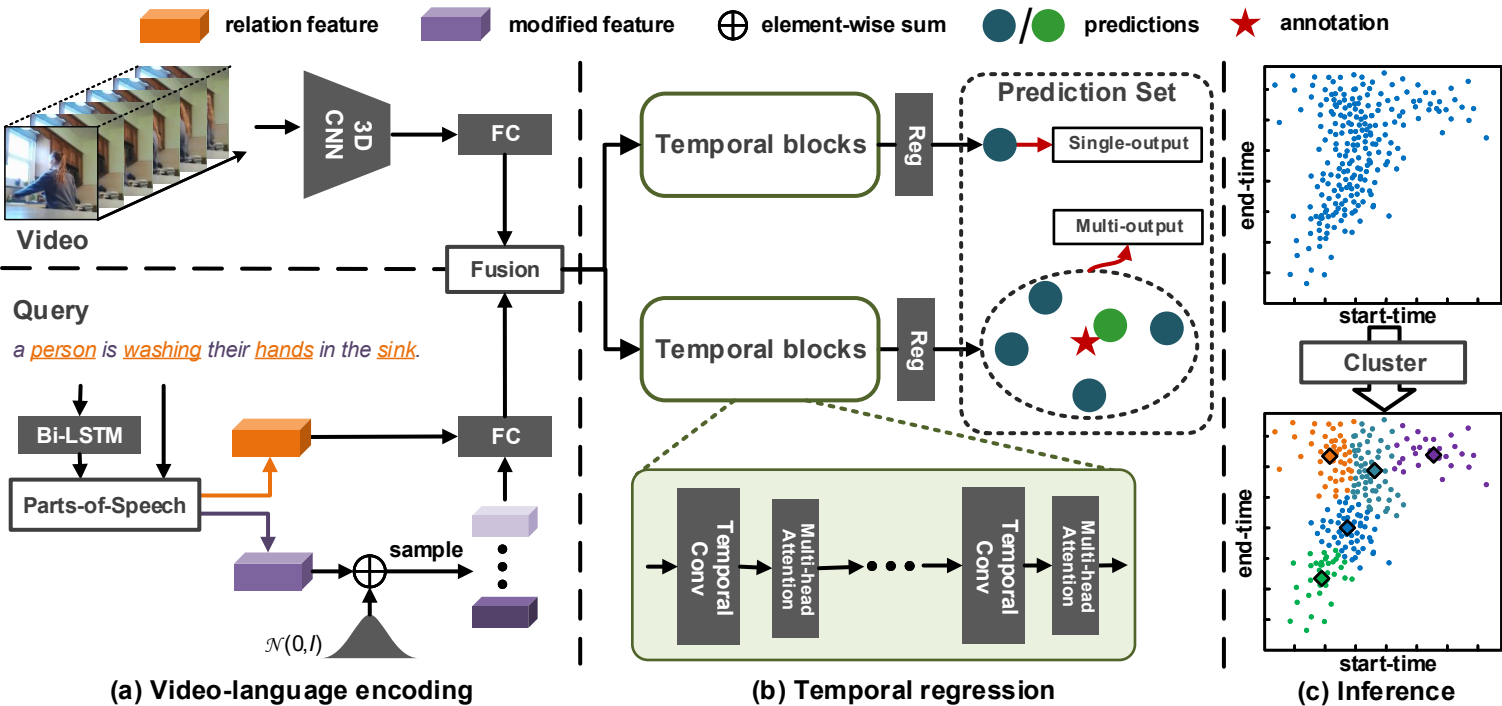 relation feature
modified feature
element-wise sum
/
predictions
annotation
3D
CNN
FC
Video
Fusion
Query
a person is washing their hands in the sink.
Bi-LSTM
Parts-of-Speech
FC
sample
𝒩(0,I)
(a) Video-language encoding
Temporal blocks
Reg
Prediction Set
Single-output
Multi-output
Temporal blocks
Reg
Temporal
Conv
Multi-head
Attention
Temporal
Conv
Multi-head
Attention
(b) Temporal regression
end-time
start-time
Cluster
end-time
start-time
(c) Inference